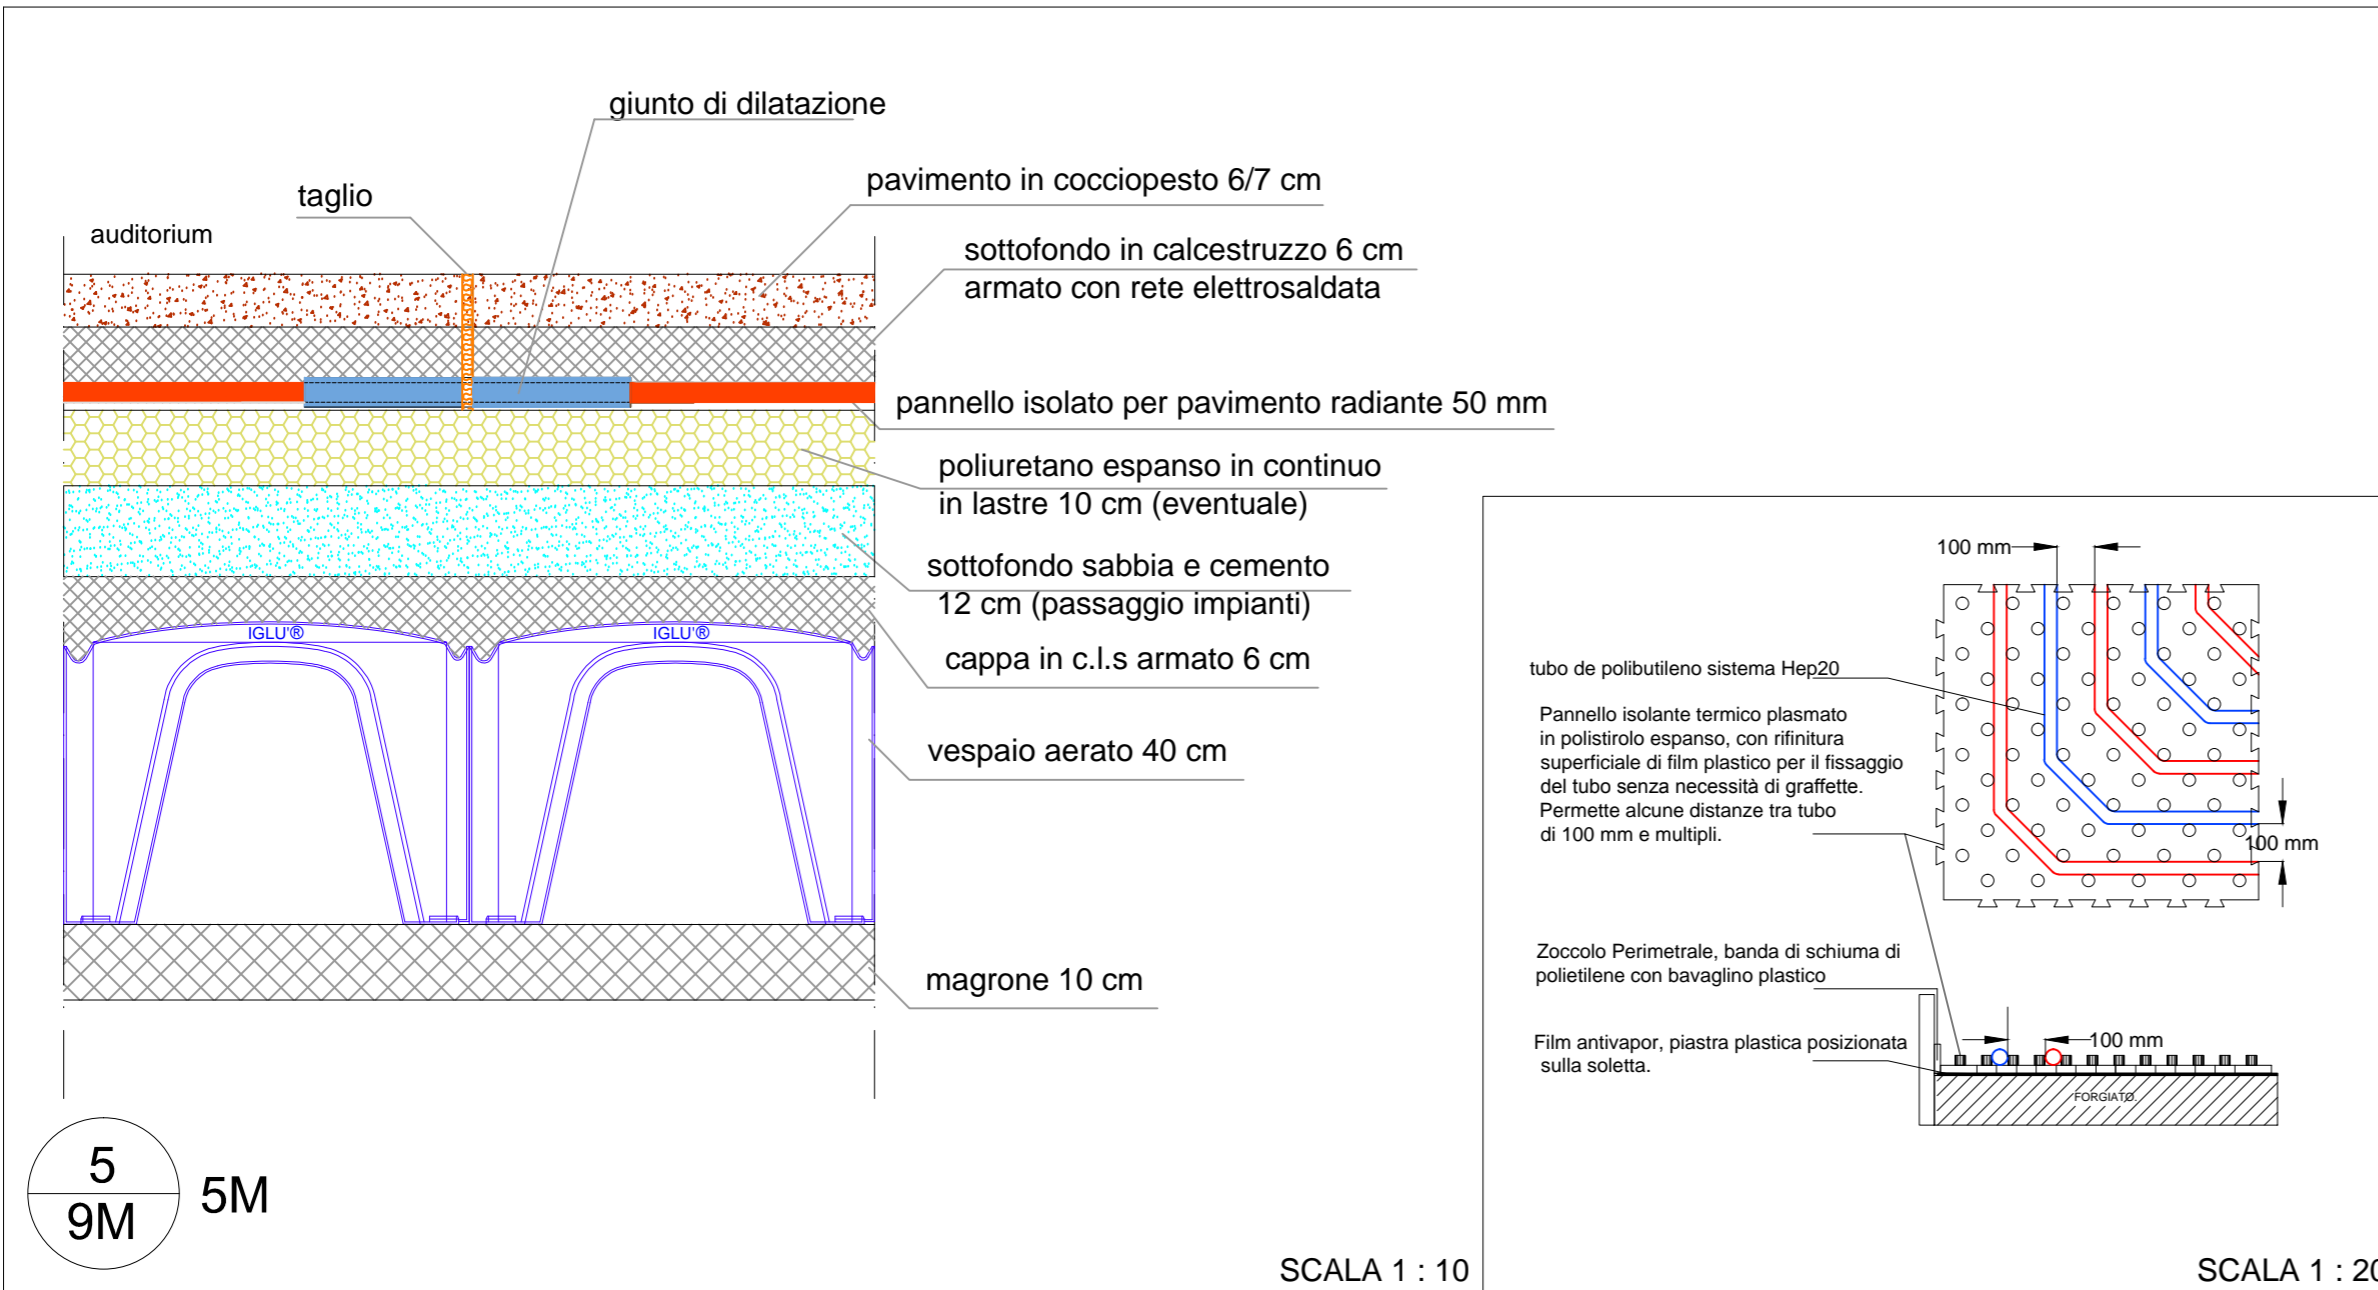 giunto di dilatazione
taglio
pavimento in cocciopesto 6/7 cm
auditorium
sottofondo in calcestruzzo 6 cm
armato con rete elettrosaldata
pannello isolato per pavimento radiante 50 mm
poliuretano espanso in continuo
in lastre 10 cm (eventuale)
sottofondo sabbia e cemento
12 cm (passaggio impianti)
IGLU'®
IGLU'®
cappa in c.l.s armato 6 cm
vespaio aerato 40 cm
magrone 10 cm
5
9M
5M
SCALA 1 : 10
100 mm
tubo de polibutileno sistema Hep20
Pannello isolante termico plasmato
in polistirolo espanso, con rifinitura
superficiale di film plastico per il fissaggio
del tubo senza necessità di graffette.
Permette alcune distanze tra tubo
di 100 mm e multipli.
100 mm
Zoccolo Perimetrale, banda di schiuma di
polietilene con bavaglino plastico
100 mm
Film antivapor, piastra plastica posizionata
sulla soletta.
FORGIATO.
SCALA 1 : 20